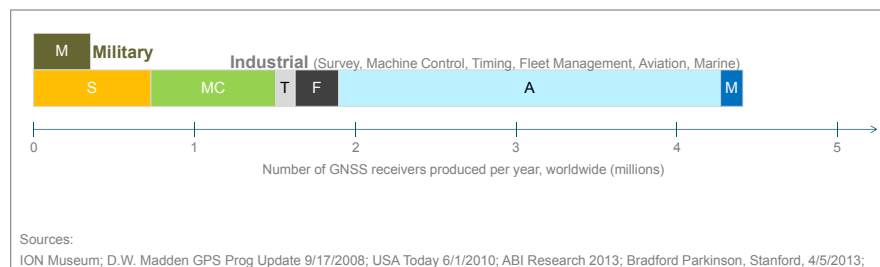 M Military
Industrial (Survey, Machine Control, Timing, Fleet Management, Aviation, Marine)
S MC T F A M
0 1 2 3 4 5
Number of GNSS receivers produced per year, worldwide (millions)
Sources:
ION Museum; D.W. Madden GPS Prog Update 9/17/2008; USA Today 6/1/2010; ABI Research 2013; Bradford Parkinson, Stanford, 4/5/2013;